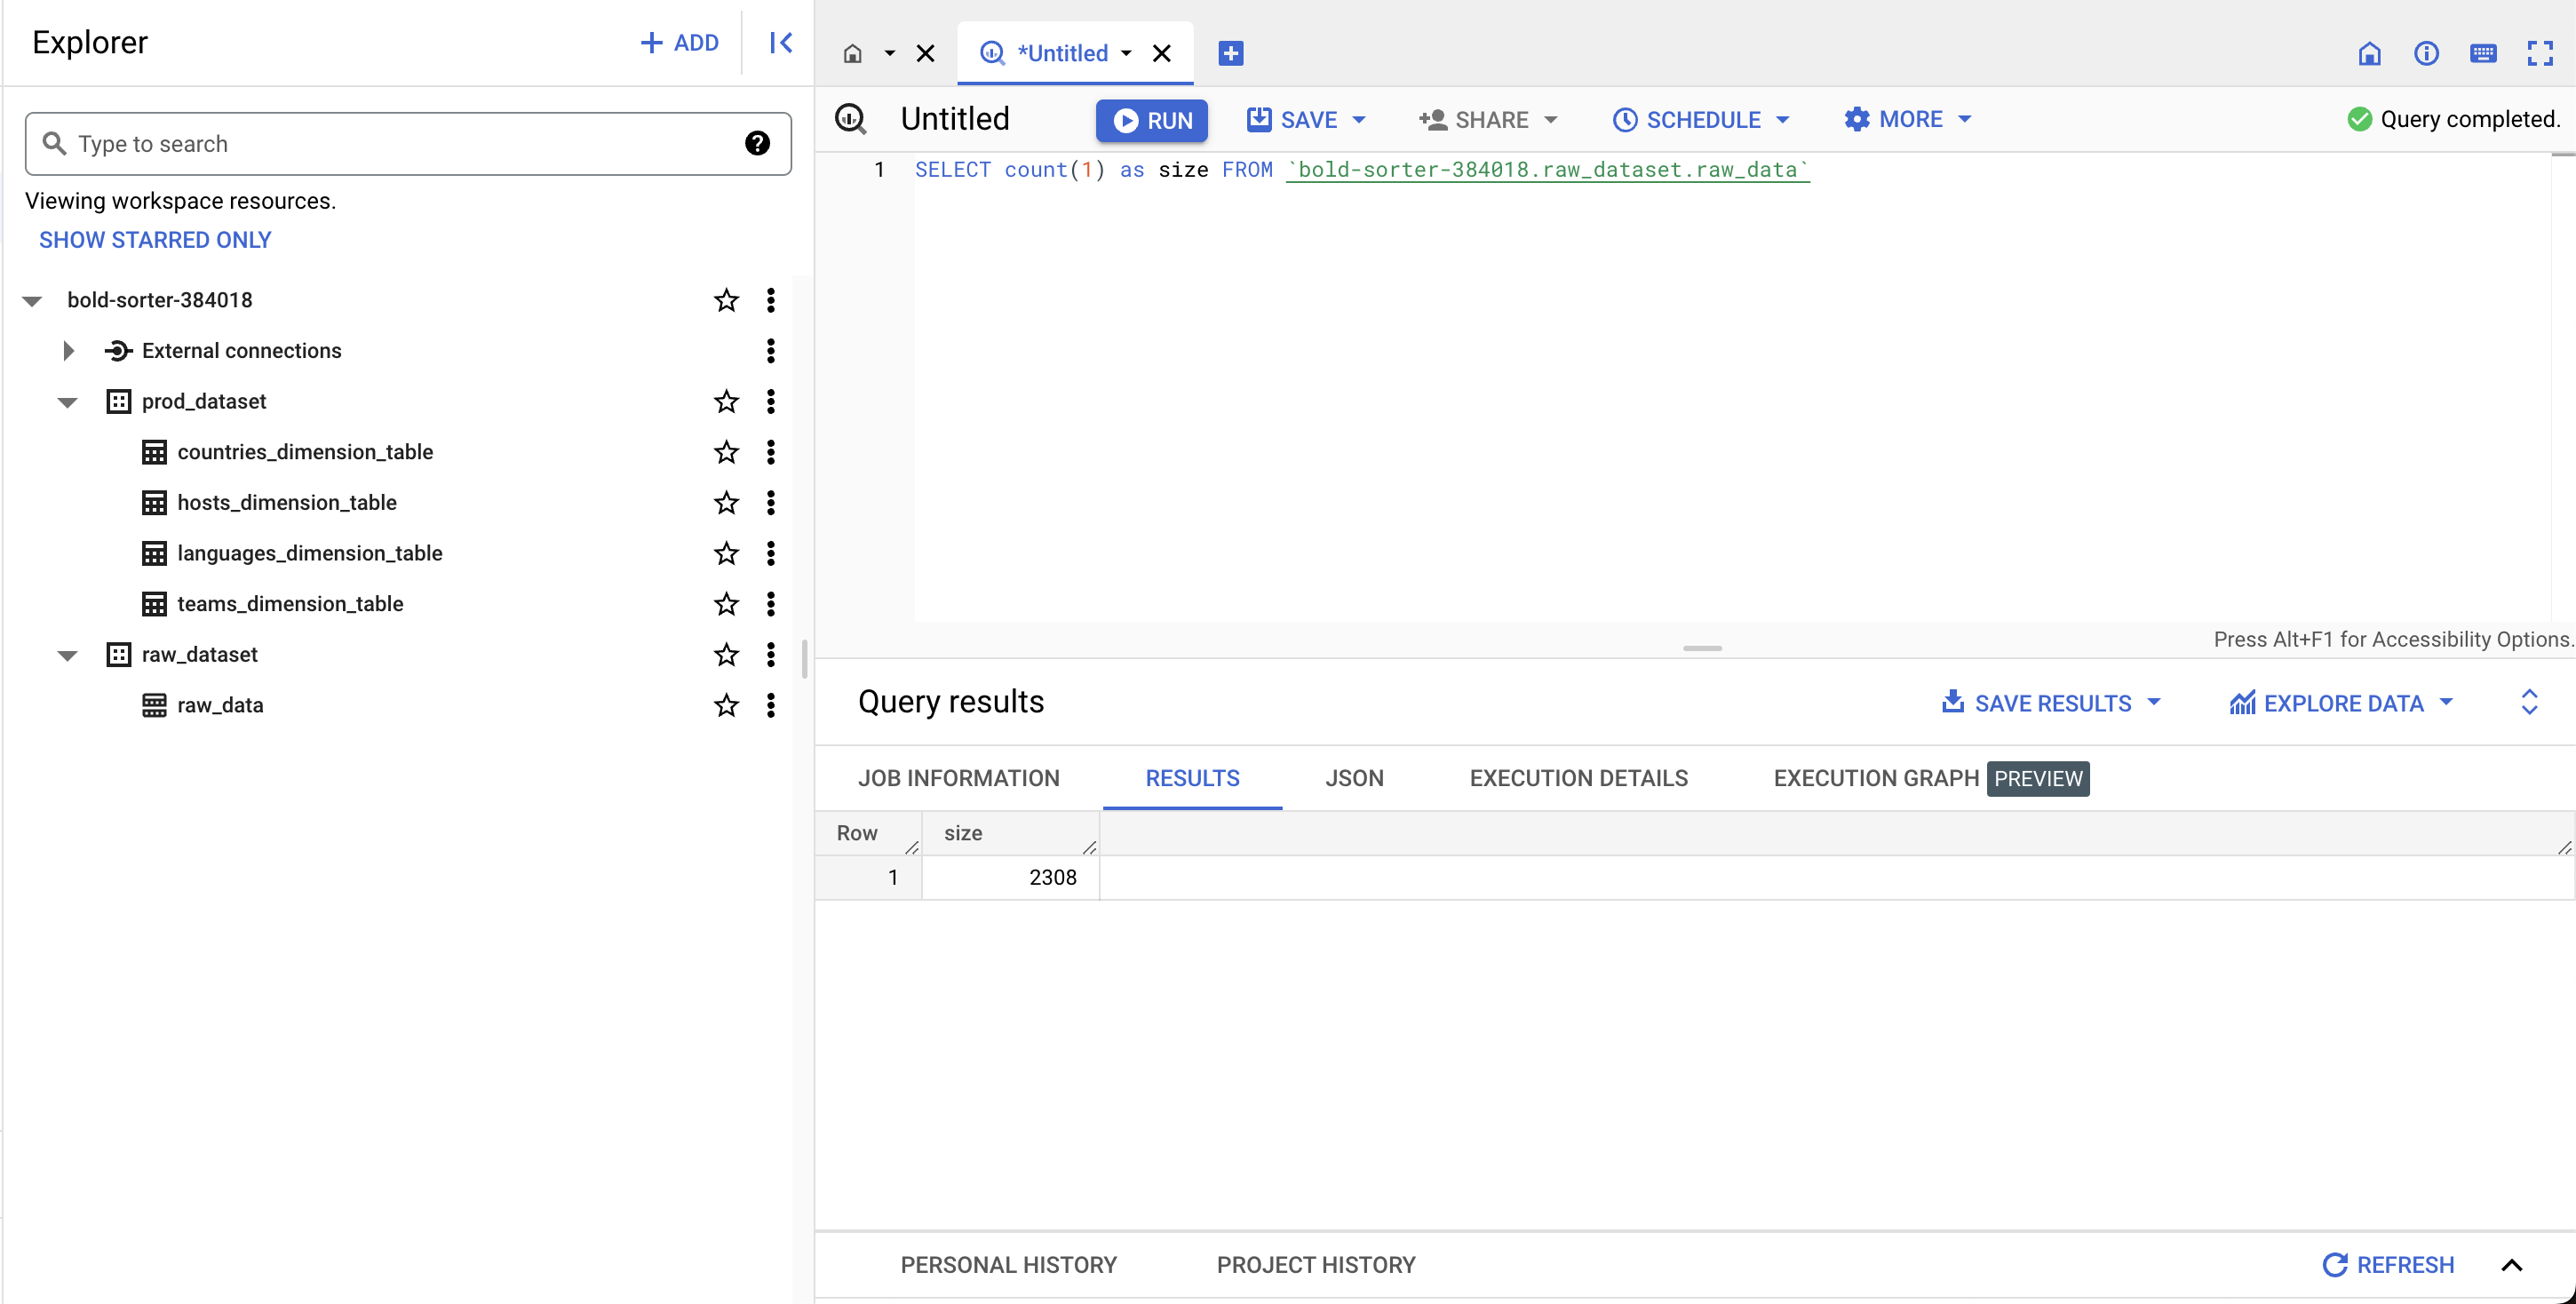 Explorer
ADD
Type to search
Viewing workspace resources.
SHOW STARRED ONLY
bold-sorter-384018
External connections
prod_dataset
countries_dimension_table
hosts_dimension_table
languages_dimension_table
teams_dimension_table
raw_dataset
raw_data
*Untitled
Untitled
RUN
SAVE
SHARE
SCHEDULE
MORE
Query completed.
1 SELECT count(1) as size FROM `bold-sorter-384018.raw_dataset.raw_data`
Press Alt+F1 for Accessibility Options.
Query results
SAVE RESULTS
EXPLORE DATA
JOB INFORMATION
RESULTS
JSON
EXECUTION DETAILS
EXECUTION GRAPH PREVIEW
Row size
1 2308
PERSONAL HISTORY
PROJECT HISTORY
REFRESH